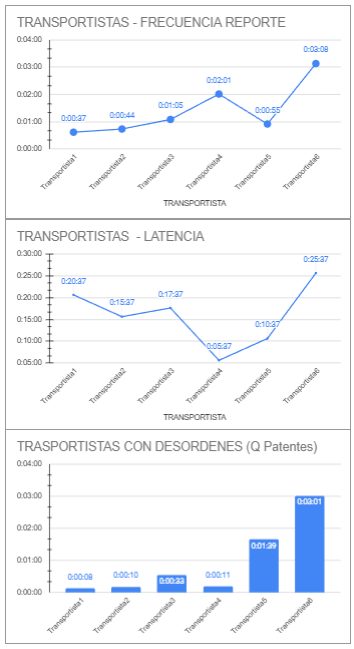 TRANSPORTISTAS - FRECUENCIA REPORTE
0:04:00
0:03:00
0:02:00
0:01:00
0:00:00
0:00:37
0:00:44
0:01:05
0:02:01
0:00:55
0:03:08
Transportista1
Transportista2
Transportista3
Transportista4
Transportista5
Transportista6
TRANSPORTISTA
TRANSPORTISTAS - LATENCIA
0:30:00
0:25:00
0:20:00
0:15:00
0:10:00
0:05:00
0:20:37
0:15:37
0:17:37
0:05:37
0:10:37
0:25:37
Transportista1
Transportista2
Transportista3
Transportista4
Transportista5
Transportista6
TRANSPORTISTA
TRASPORTISTAS CON DESORDENES (Q Patentes)
0:04:00
0:03:00
0:02:00
0:01:00
0:00:00
0:00:08
0:00:10
0:00:33
0:00:11
0:01:39
0:03:01
Transportista1
Transportista2
Transportista3
Transportista4
Transportista5
Transportista6